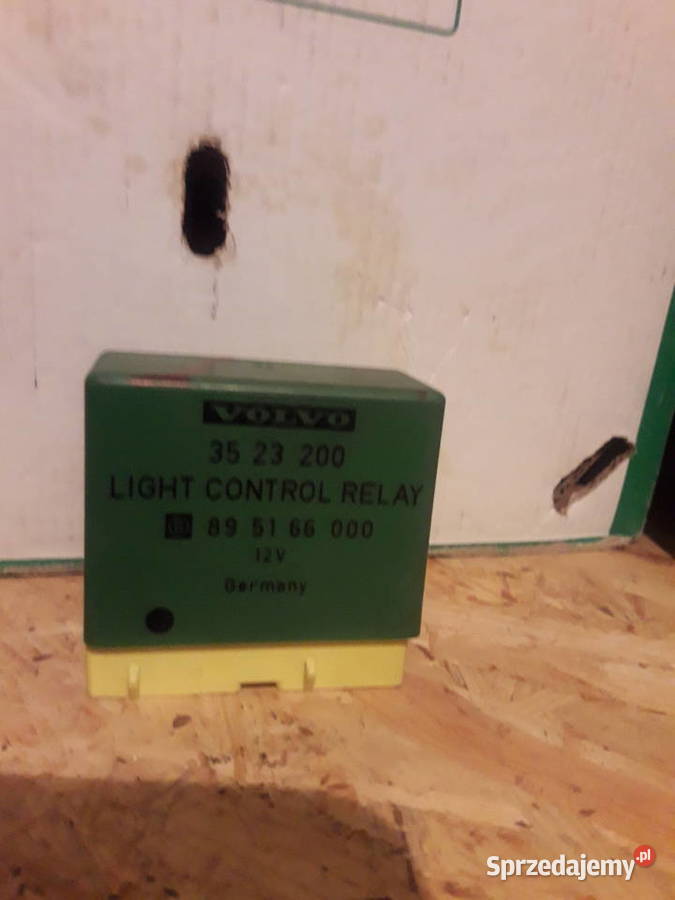 VOLVO
35 23 200
LIGHT CONTROL RELAY
89 51 66 000
12V
Germany
Sprzedajemy.pl